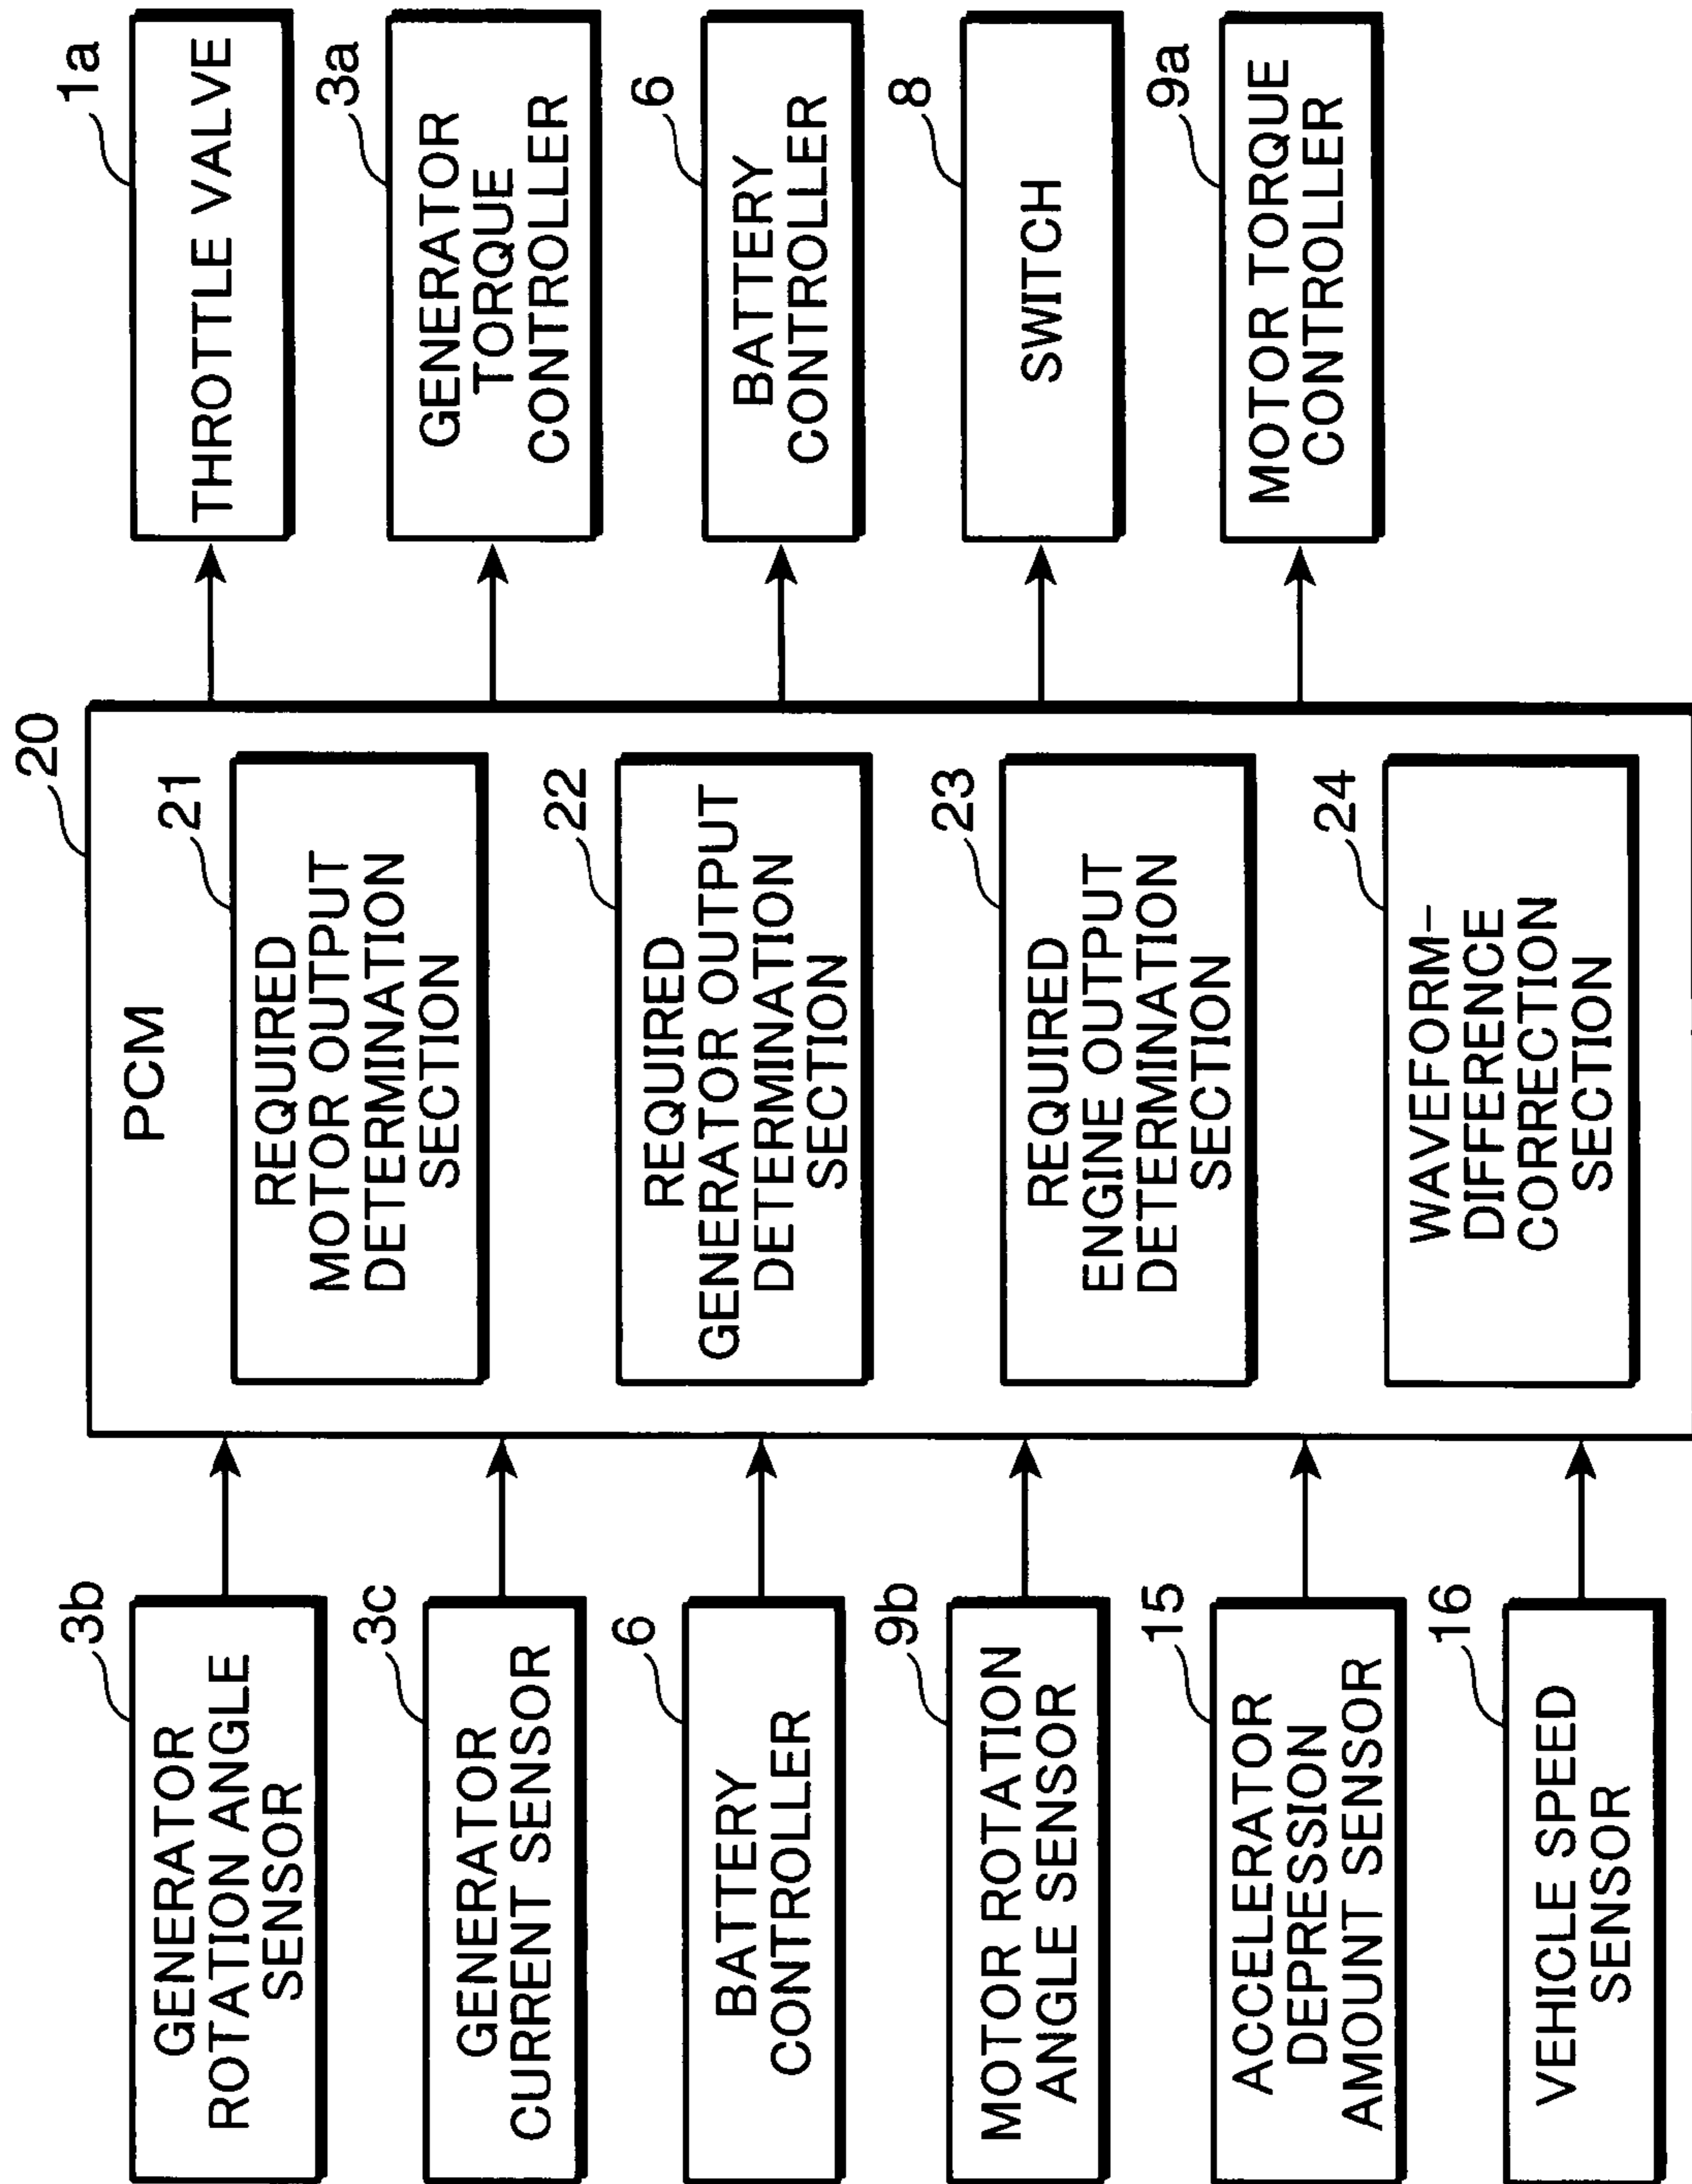 3b
GENERATOR
ROTATION ANGLE
SENSOR
3c
GENERATOR
CURRENT SENSOR
6
BATTERY
CONTROLLER
9b
MOTOR ROTATION
ANGLE SENSOR
15
ACCELERATOR
DEPRESSION
AMOUNT SENSOR
16
VEHICLE SPEED
SENSOR
20
PCM
21
REQUIRED
MOTOR OUTPUT
DETERMINATION
SECTION
22
REQUIRED
GENERATOR OUTPUT
DETERMINATION
SECTION
23
REQUIRED
ENGINE OUTPUT
DETERMINATION
SECTION
24
WAVEFORM-
DIFFERENCE
CORRECTION
SECTION
1a
THROTTLE VALVE
3a
GENERATOR
TORQUE
CONTROLLER
6
BATTERY
CONTROLLER
8
SWITCH
9a
MOTOR TORQUE
CONTROLLER